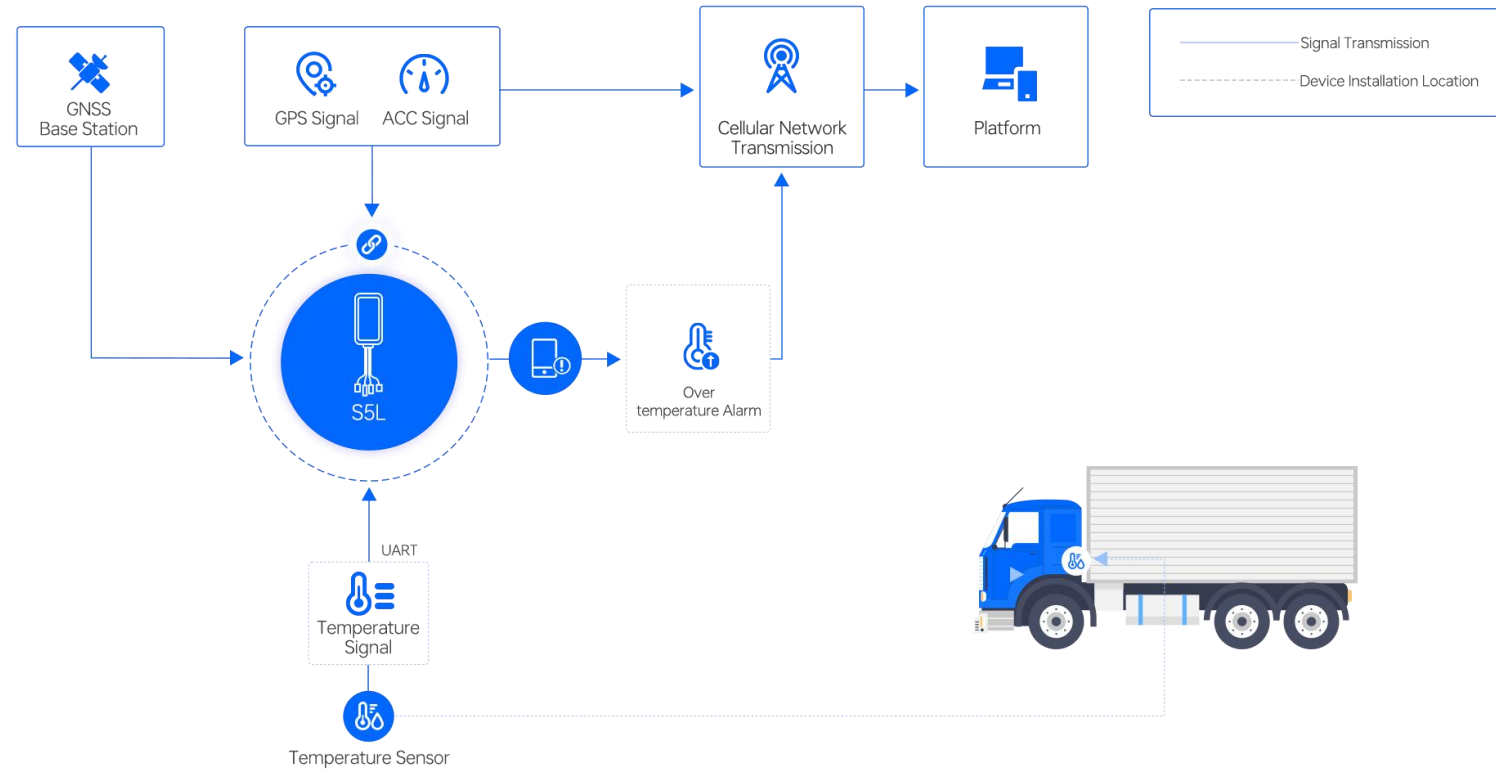 GNSS
Base Station
GPS Signal
ACC Signal
Cellular Network
Transmission
Platform
Signal Transmission
Device Installation Location
S5L
Over
temperature Alarm
UART
Temperature
Signal
Temperature Sensor